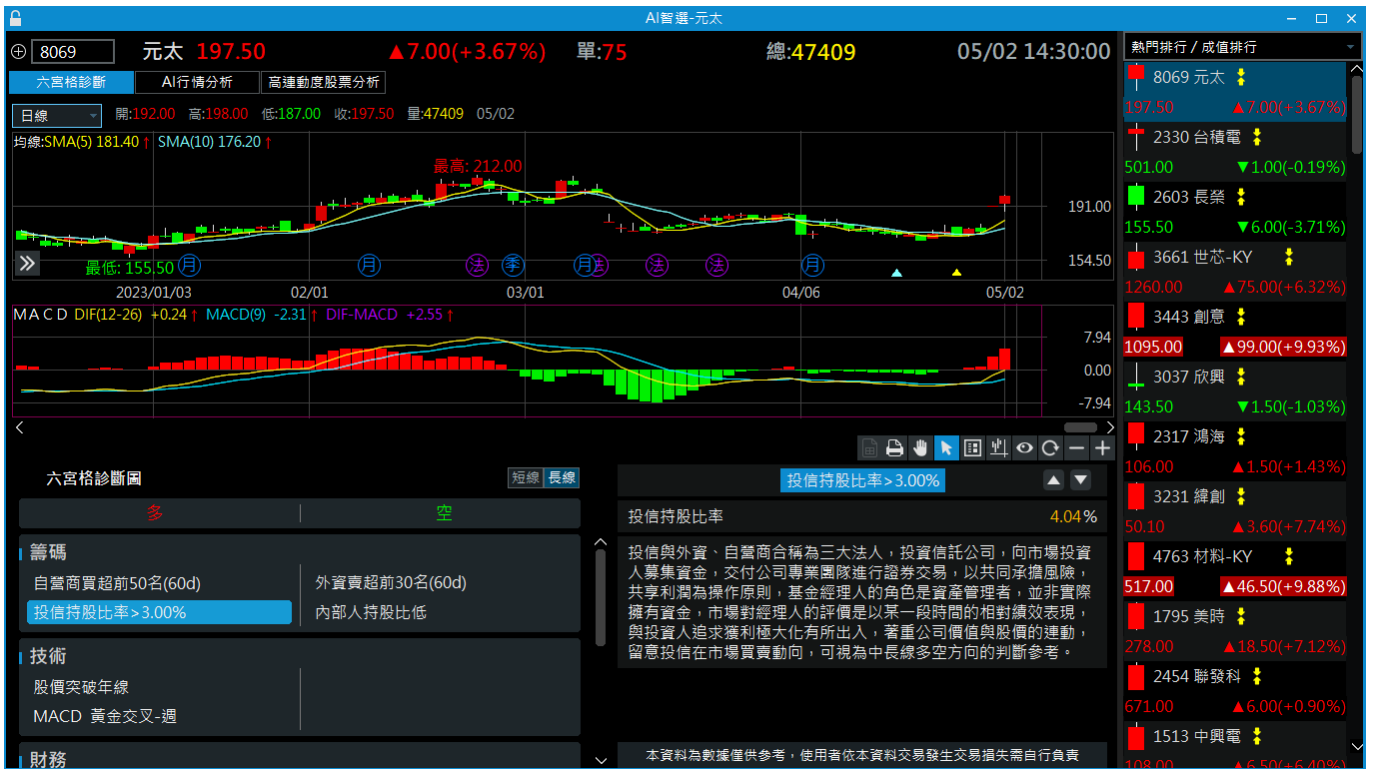 AI智選-元太
8069 元太 197.50 ▲7.00(+3.67%) 單:75 總:47409 05/02 14:30:00
六宮格診斷 AI行情分析 高連動度股票分析
日線 開:192.00 高:198.00 低:187.00 收:197.50 量:47409 05/02
均線:SMA(5) 181.40↑ SMA(10) 176.20↑
最高: 212.00
191.00
154.50
最低: 155.50
月 月 法 季 月 法 法 法 月
2023/01/03 02/01 03/01 04/06 05/02
MACD DIF(12-26) +0.24↑ MACD(9) -2.31↑ DIF-MACD +2.55↑
7.94
0.00
-7.94
六宮格診斷圖 短線 長線
多 空
籌碼
自營商買超前50名(60d) 外資賣超前30名(60d)
投信持股比率>3.00% 內部人持股比低
技術
股價突破年線
MACD 黃金交叉-週
財務
投信持股比率>3.00%
投信持股比率 4.04%
投信與外資、自營商合稱為三大法人，投資信託公司，向市場投資
人募集資金，交付公司專業團隊進行證券交易，以共同承擔風險，
共享利潤為操作原則，基金經理人的角色是資產管理者，並非實際
擁有資金，市場對經理人的評價是以某一段時間的相對績效表現，
與投資人追求獲利極大化有所出入，著重公司價值與股價的連動，
留意投信在市場買賣動向，可視為中長線多空方向的判斷參考。
本資料為數據僅供參考，使用者依本資料交易發生交易損失需自行負責
熱門排行 / 成值排行
8069 元太
197.50 ▲7.00(+3.67%)
2330 台積電
501.00 ▼1.00(-0.19%)
2603 長榮
155.50 ▼6.00(-3.71%)
3661 世芯-KY
1260.00 ▲75.00(+6.32%)
3443 創意
1095.00 ▲99.00(+9.93%)
3037 欣興
143.50 ▼1.50(-1.03%)
2317 鴻海
106.00 ▲1.50(+1.43%)
3231 緯創
50.10 ▲3.60(+7.74%)
4763 材料-KY
517.00 ▲46.50(+9.88%)
1795 美時
278.00 ▲18.50(+7.12%)
2454 聯發科
671.00 ▲6.00(+0.90%)
1513 中興電
108.00 ▲6.50(+6.40%)